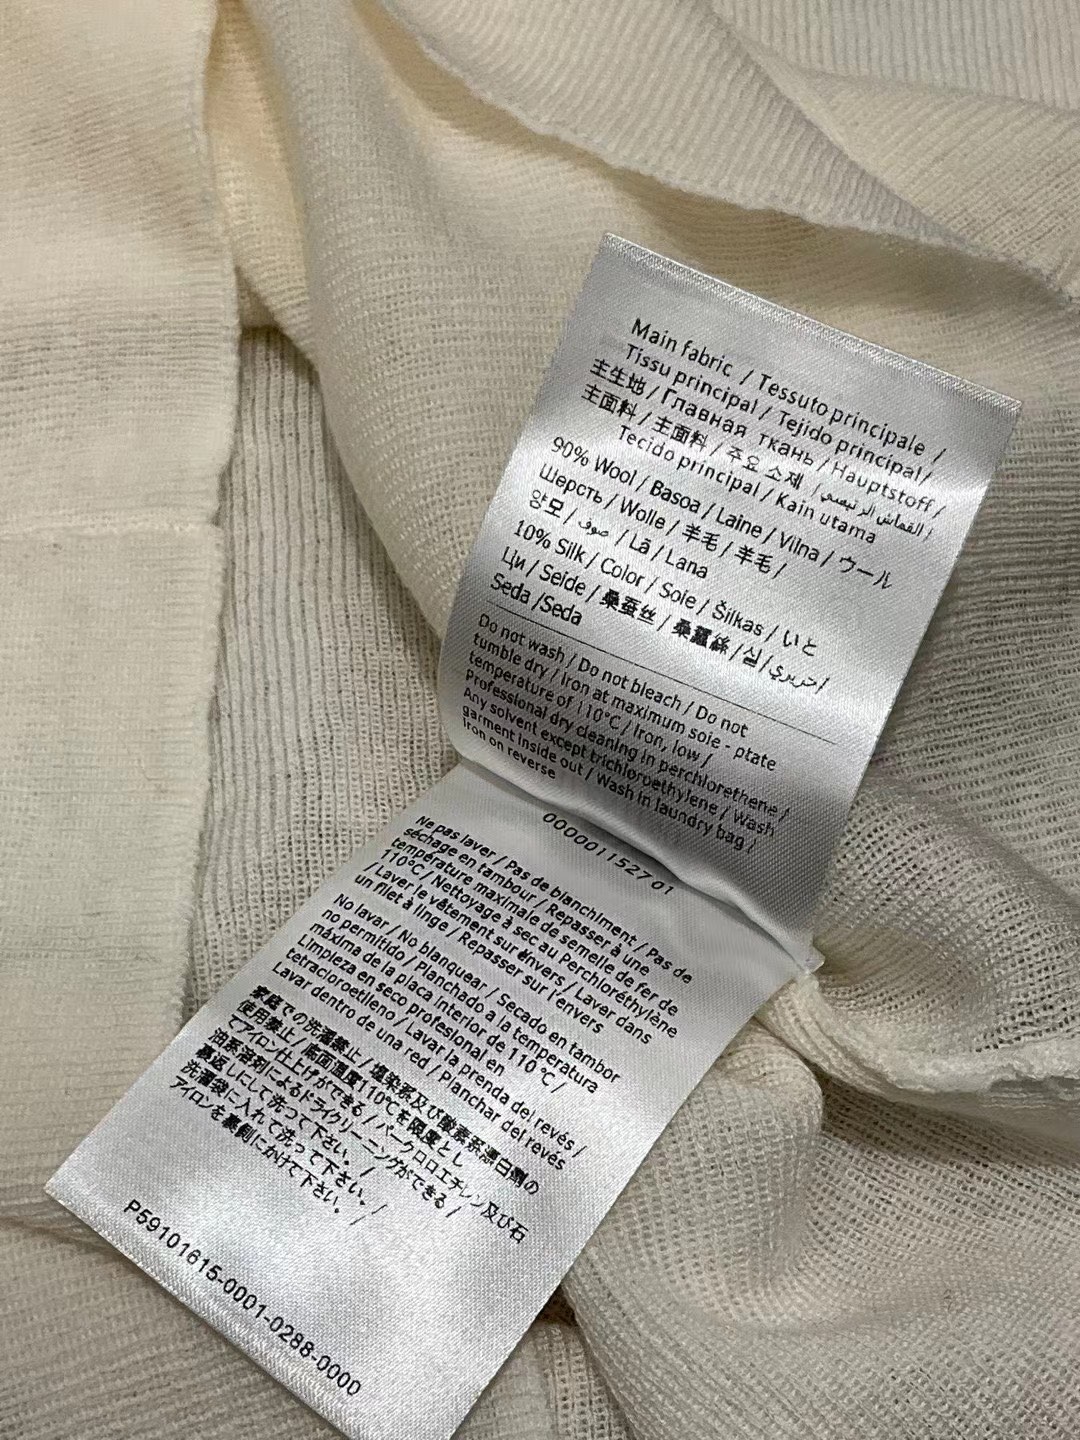 Main fabric / Tessuto principale /
Tissu principal / Tejido principal/
主生地 / Главная ткань / Hauptstoff /
主面料 / 主面料 / 주요 소재 / القماش الرئيسي /
Tecido principal / Kain utama
90% Wool / Basoa / Laine / Vilna / ウール
Шерсть / Wolle / 羊毛 / 羊毛 /
양모 / صوف / Lã / Lana
10% Silk / Color / Soie / Šilkas / いと
Ци / Seide / 桑蚕丝 / 桑蠶絲 / 실 / حريري /
Seda /Seda
Do not wash / Do not bleach / Do not
tumble dry / Iron at maximum soie - ptate
temperature of 110°C / Iron, low /
Professional dry cleaning in perchlorethene /
Any solvent except trichloroethylene / Wash
garment inside out / Wash in laundry bag /
Iron on reverse
0000011527 01
Ne pas laver / Pas de blanchiment / Pas de
séchage en tambour / Repasser à une
température maximale de semelle de fer de
110°C / Nettoyage à sec au Perchloréthylène
/ Laver le vêtement sur énvers / Laver dans
un filet à linge / Repasser sur l'envers
No lavar / No blanquear / Secado en tambor
no permitido / Planchado a la temperatura
máxima de la placa interior de 110 °C /
Limpieza en seco profesional en
tetracloroetileno / Lavar la prenda del revés /
Lavar dentro de una red / Planchar del revés
家庭での洗濯禁止 / 塩染系及び酸素系漂白劑の
使用禁止 / 底面溫度110℃を限度とし
てアイロン仕上げができる / パークロロエチレン及び石
油系溶剤によるドライクリーニングができる /
裏返しにして洗つて下さい。 /
洗濯袋に入れて洗って下さい。 /
アイロンを裏側にかけて下さい。
P59101615-0001-0288-0000